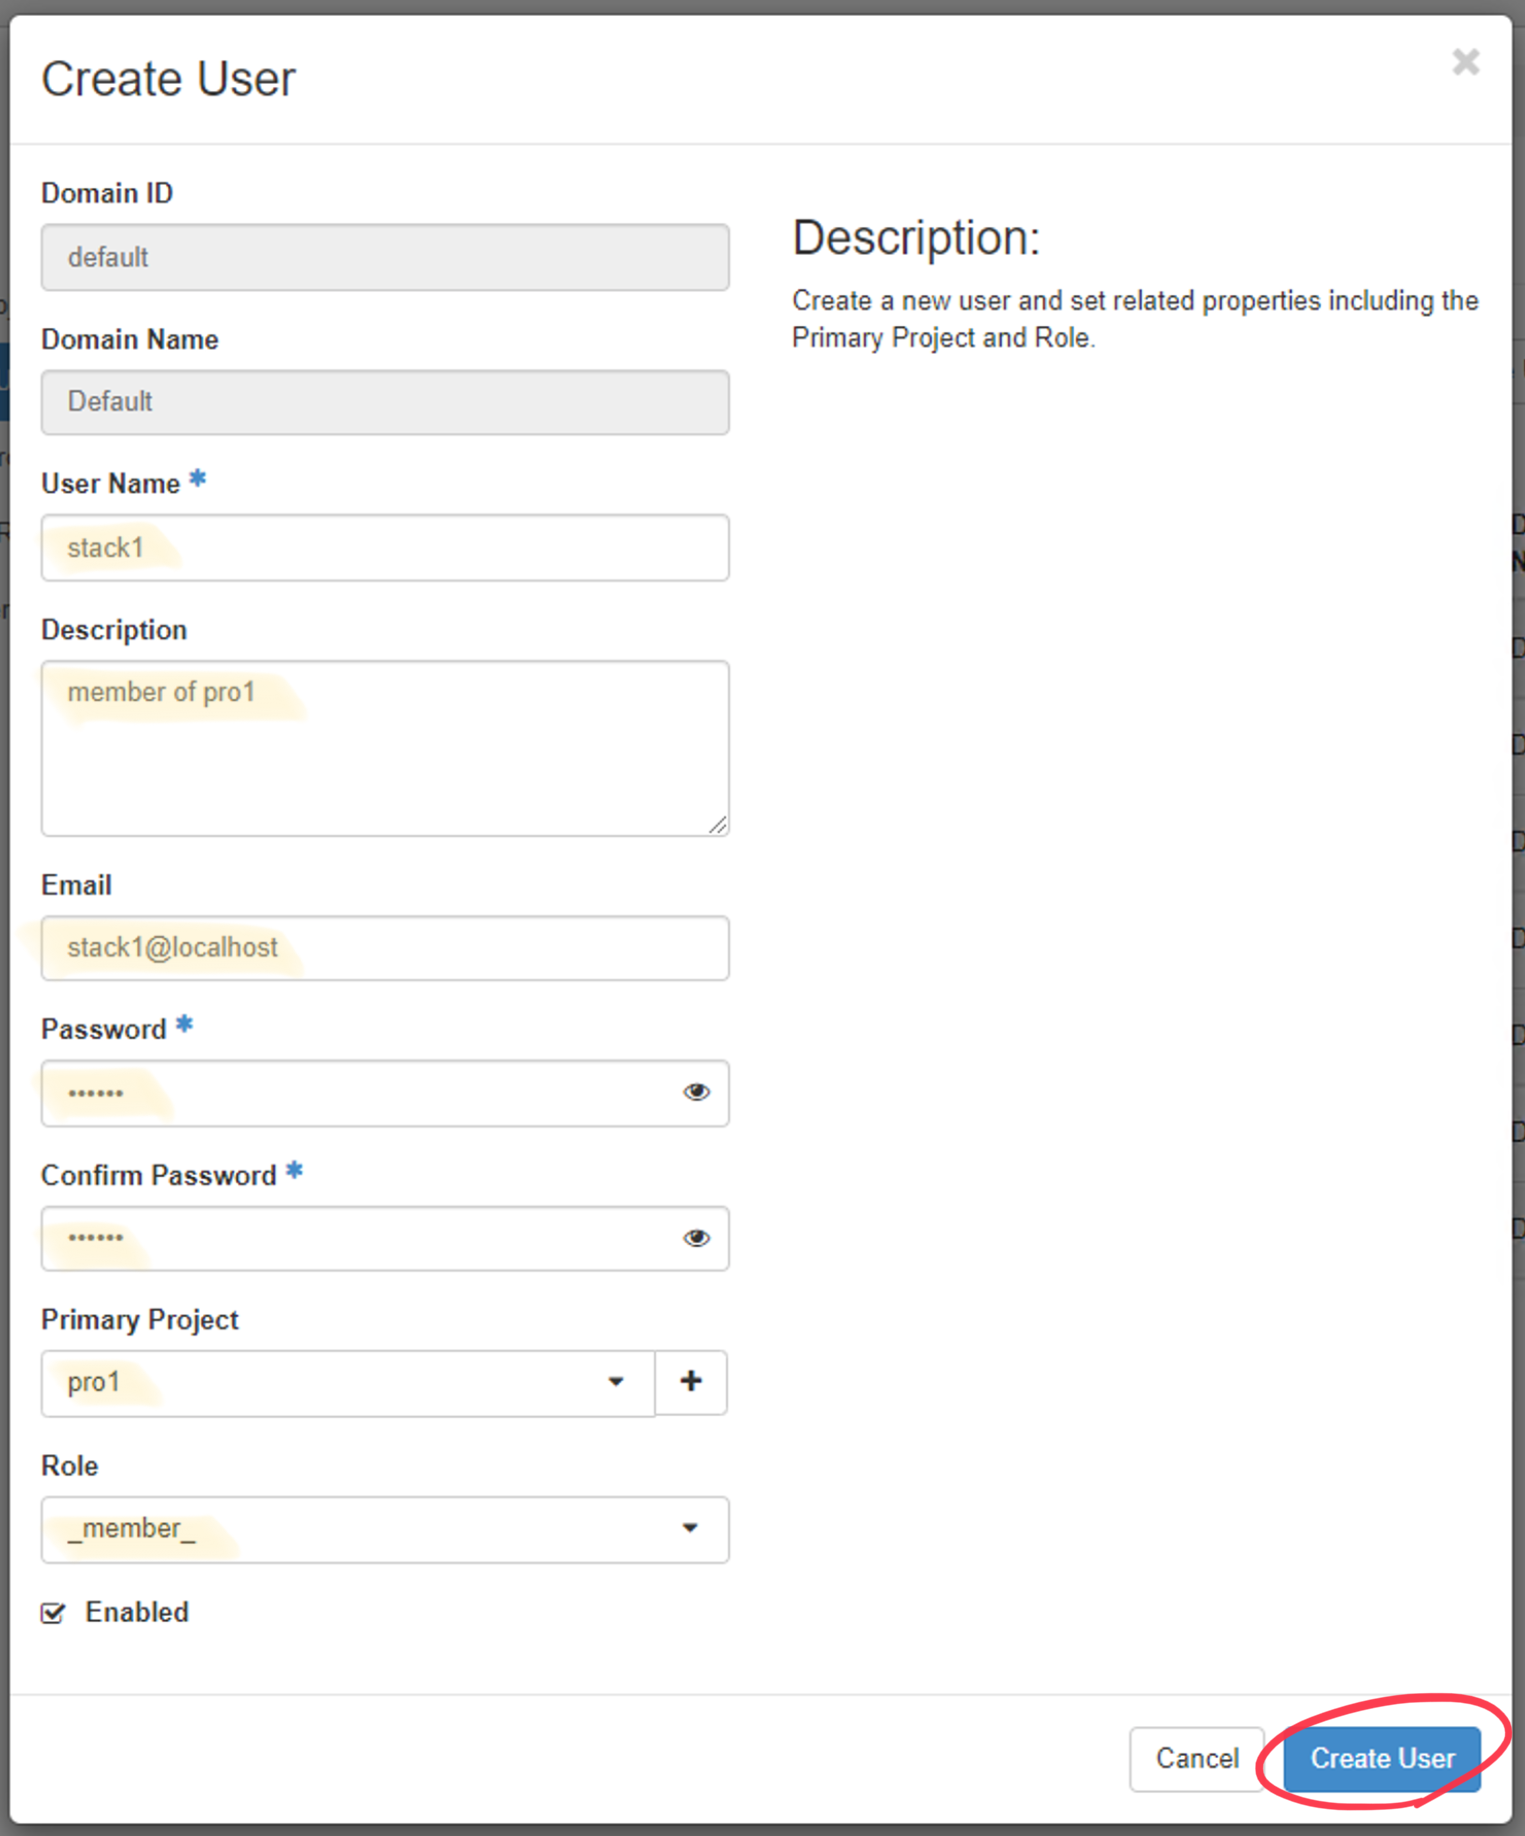 Create User
Domain ID
default
Domain Name
Default
User Name *
stack1
Description
member of pro1
Email
stack1@localhost
Password *
••••••
Confirm Password *
••••••
Primary Project
pro1
Role
_member_
Enabled
Description:
Create a new user and set related properties including the
Primary Project and Role.
Cancel
Create User